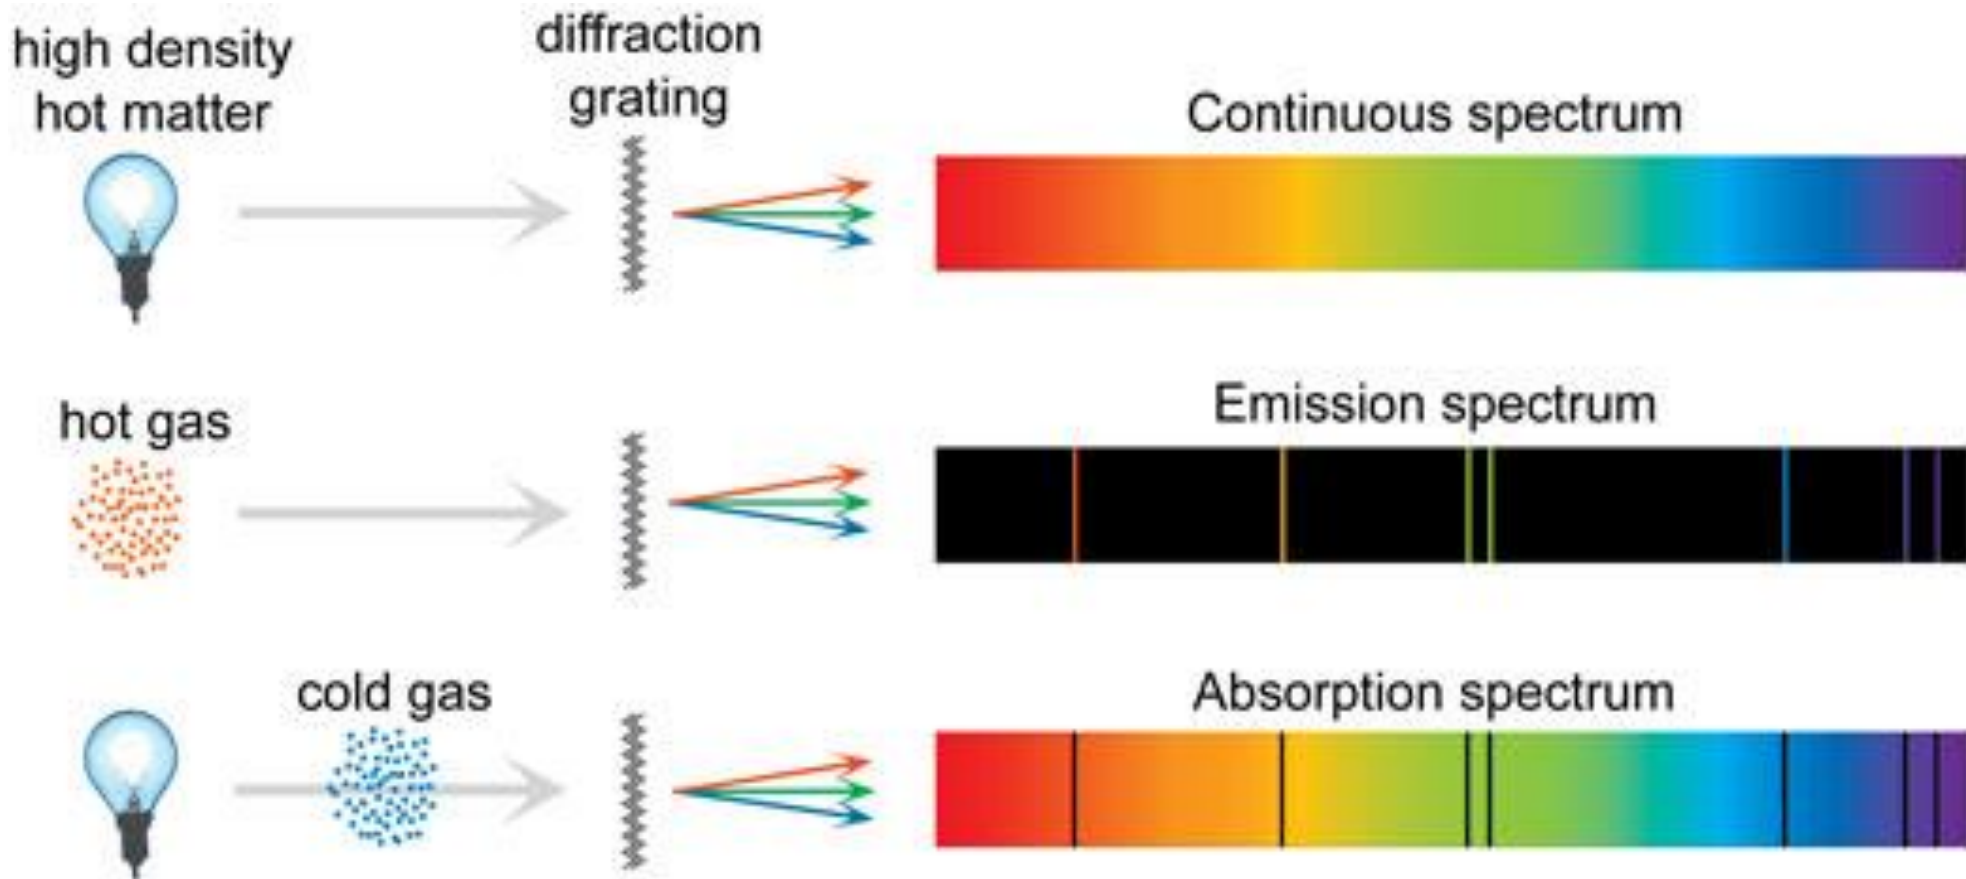 high density
hot matter
diffraction
grating
Continuous spectrum
hot gas
Emission spectrum
cold gas
Absorption spectrum